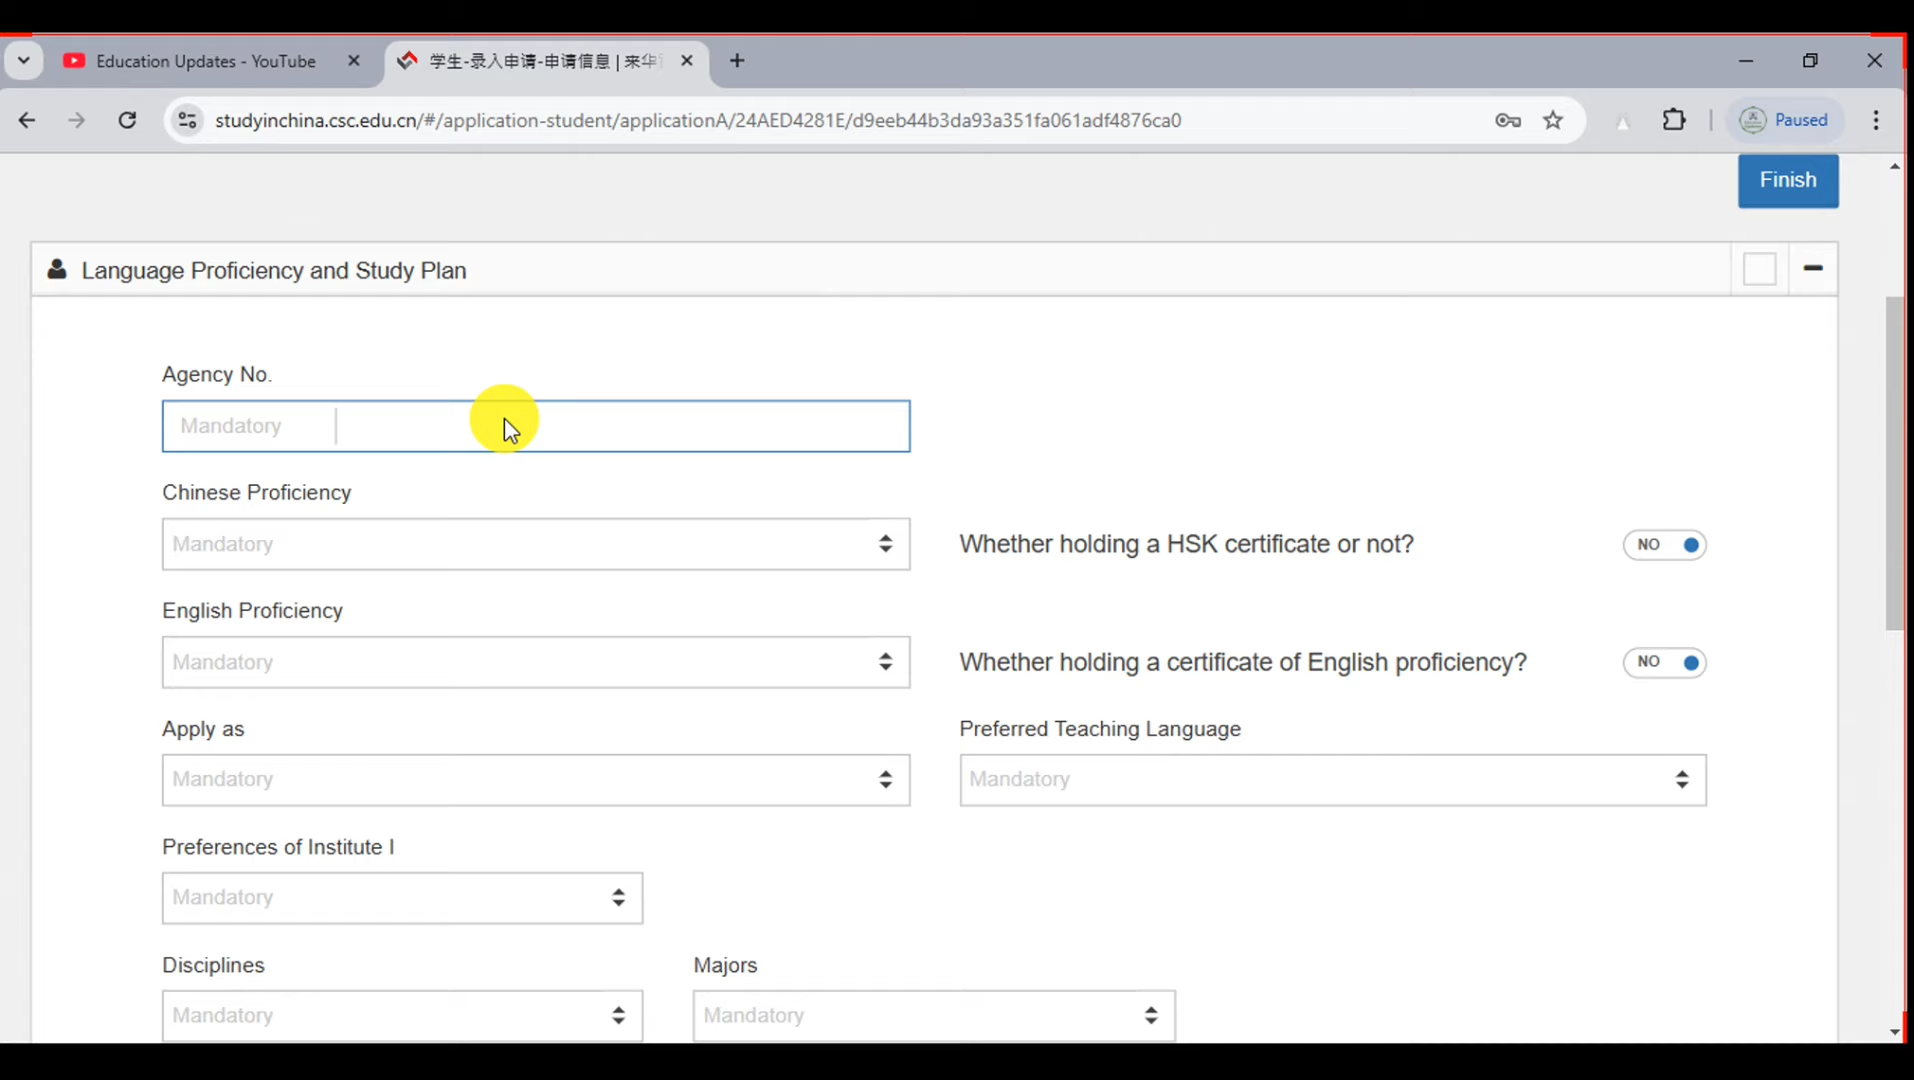 Education Updates - YouTube
学生-录入申请-申请信息 | 来华
studyinchina.csc.edu.cn/#/application-student/applicationA/24AED4281E/d9eeb44b3da93a351fa061adf4876ca0
Paused
Finish
Language Proficiency and Study Plan
Agency No.
Mandatory
Chinese Proficiency
Mandatory
Whether holding a HSK certificate or not?
NO
English Proficiency
Mandatory
Whether holding a certificate of English proficiency?
NO
Apply as
Preferred Teaching Language
Mandatory
Mandatory
Preferences of Institute I
Mandatory
Disciplines
Majors
Mandatory
Mandatory